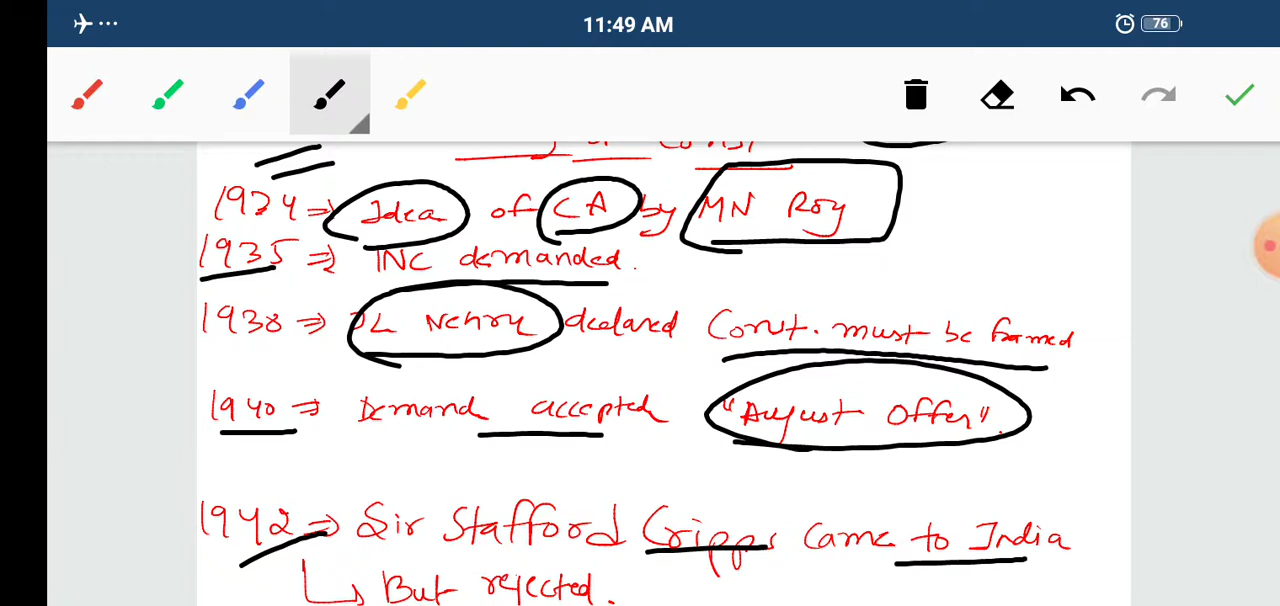 11:49 AM
76
1934 ⇒ Idea of CA by MN Roy
1935 ⇒ INC demanded.
1938 ⇒ JL Nehru declared Const. must be framed
1940 ⇒ Demand accepted "August Offer".
1942 ⇒ Sir Stafford Cripps came to India
But rejected.